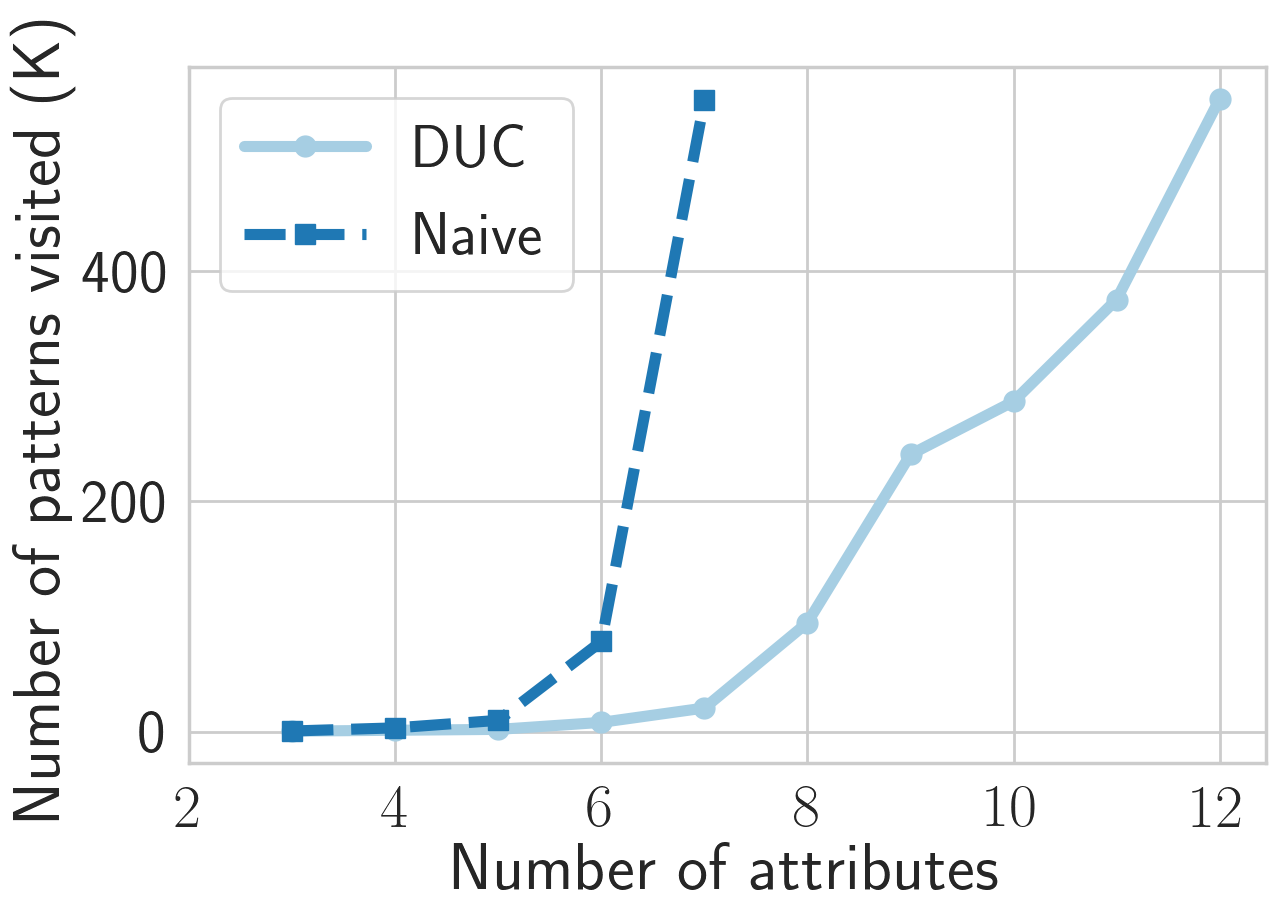 Number of patterns visited (K)
DUC
Naive
400
200
0
2 4 6 8 10 12
Number of attributes